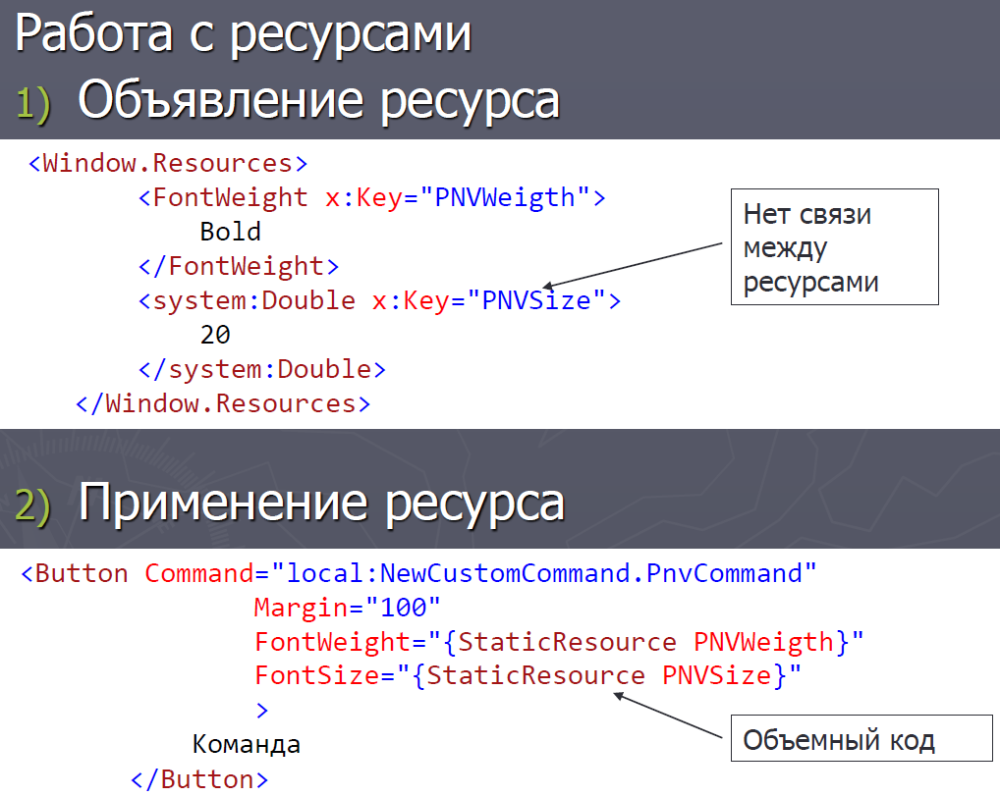 Работа с ресурсами
1) Объявление ресурса
<Window.Resources>
<FontWeight x:Key="PNVWeigth">
Bold
</FontWeight>
<system:Double x:Key="PNVSize">
20
</system:Double>
</Window.Resources>
Нет связи
между
ресурсами
2) Применение ресурса
<Button Command="local:NewCustomCommand.PnvCommand"
Margin="100"
FontWeight="{StaticResource PNVWeigth}"
FontSize="{StaticResource PNVSize}"
>
Команда
</Button>
Объемный код